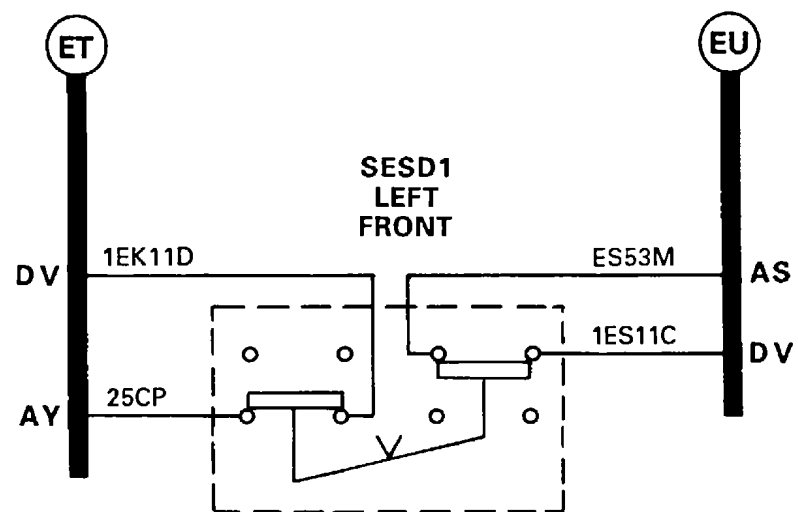 ET
EU
SESD1
LEFT
FRONT
1EK11D
ES53M
DV
AS
1ES11C
DV
25CP
AY